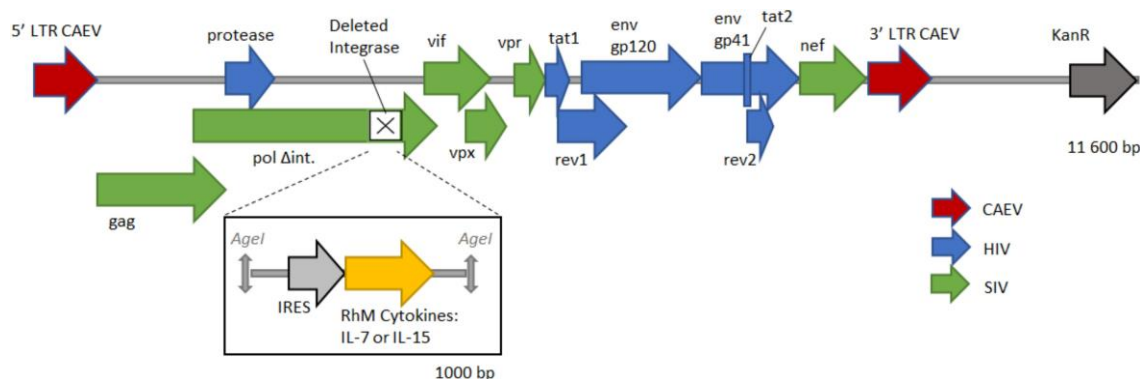 5' LTR CAEV
protease
Deleted
Integrase
vif
vpr
tat1
env
gp120
env
gp41
tat2
nef
3' LTR CAEV
KanR
pol Δint.
vpx
rev1
rev2
11 600 bp
gag
AgeI
AgeI
IRES
RhM Cytokines:
IL-7 or IL-15
1000 bp
CAEV
HIV
SIV